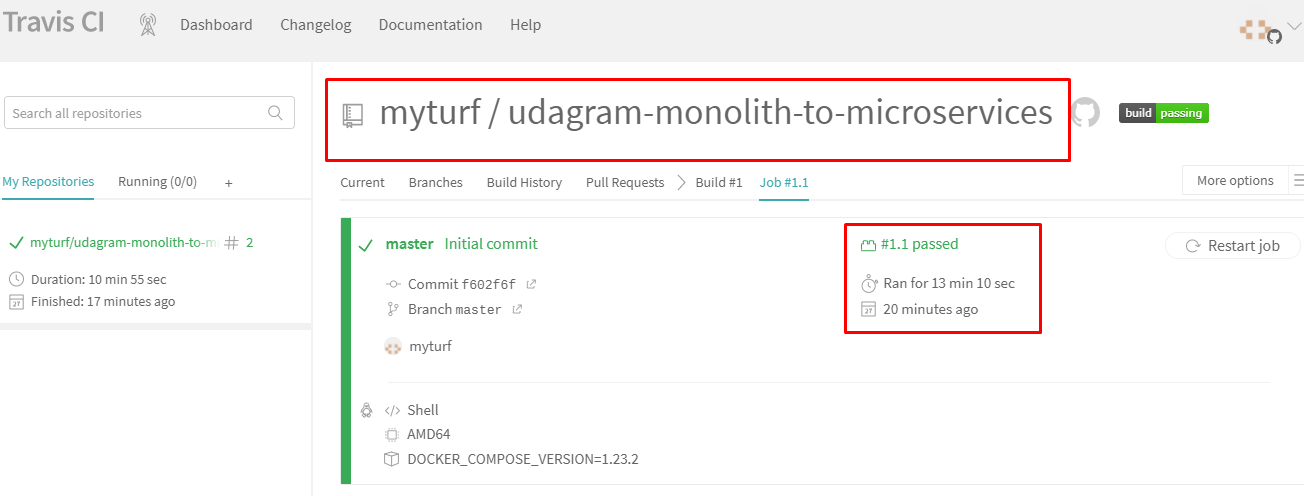 Travis CI Dashboard Changelog Documentation Help
Search all repositories
My Repositories Running (0/0) +
myturf/udagram-monolith-to-m # 2
Duration: 10 min 55 sec
Finished: 17 minutes ago
myturf / udagram-monolith-to-microservices build passing
Current Branches Build History Pull Requests Build #1 Job #1.1 More options
master Initial commit
Commit f602f6f
Branch master
myturf
#1.1 passed
Ran for 13 min 10 sec
20 minutes ago
Restart job
Shell
AMD64
DOCKER_COMPOSE_VERSION=1.23.2